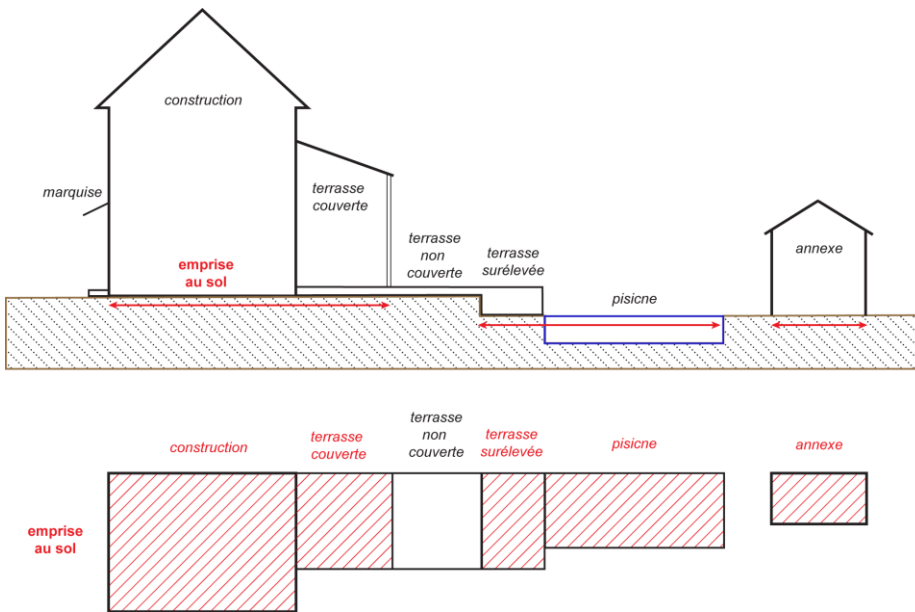 construction
marquise
terrasse
couverte
emprise
au sol
terrasse
non
couverte
terrasse
surélevée
pisicne
annexe
construction
terrasse
couverte
terrasse
non
couverte
terrasse
surélevée
pisicne
annexe
emprise
au sol